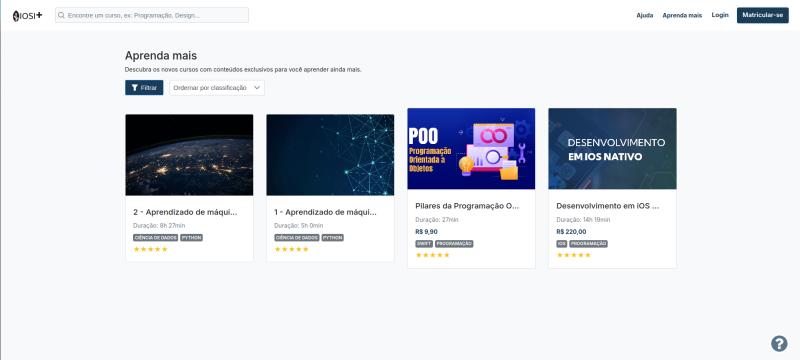 IOSI+
Encontre um curso, ex: Programação, Design...
Ajuda
Aprenda mais
Login
Matricular-se
Aprenda mais
Descubra os novos cursos com conteúdos exclusivos para você aprender ainda mais.
Filtrar
Ordernar por classificação
2 - Aprendizado de máqui...
Duração: 8h 27min
CIÊNCIA DE DADOS PYTHON
1 - Aprendizado de máqui...
Duração: 5h 0min
CIÊNCIA DE DADOS PYTHON
POO
Programação
Orientada à
Objetos
Pilares da Programação O...
Duração: 27min
R$ 9,90
SWIFT PROGRAMAÇÃO
DESENVOLVIMENTO
EM IOS NATIVO
Desenvolvimento em iOS ...
Duração: 14h 19min
R$ 220,00
IOS PROGRAMAÇÃO
?